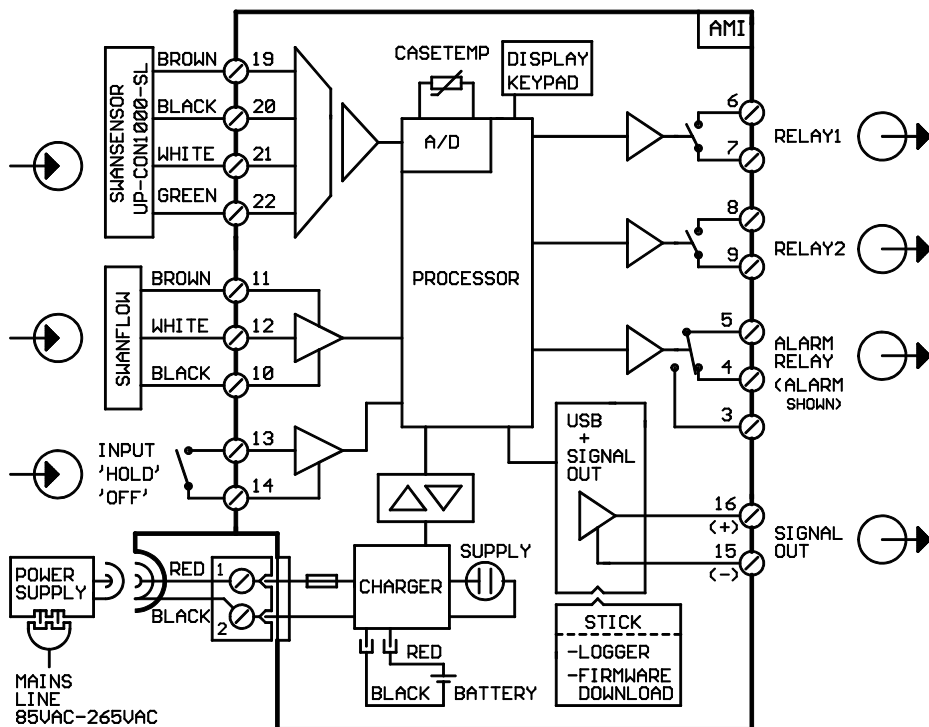 AMI
SWANSENSOR
UP-CON1000-SL
BROWN 19
BLACK 20
WHITE 21
GREEN 22
CASETEMP
DISPLAY
KEYPAD
A/D
PROCESSOR
6
7
RELAY1
8
9
RELAY2
SWANFLOW
BROWN 11
WHITE 12
BLACK 10
5
4
3
ALARM
RELAY
(ALARM
SHOWN)
INPUT
'HOLD'
'OFF'
13
14
USB
+
SIGNAL
OUT
16
(+)
15
(-)
SIGNAL
OUT
POWER
SUPPLY
RED 1
BLACK 2
CHARGER
SUPPLY
RED
BLACK
BATTERY
STICK
-LOGGER
-FIRMWARE
DOWNLOAD
MAINS
LINE
85VAC-265VAC